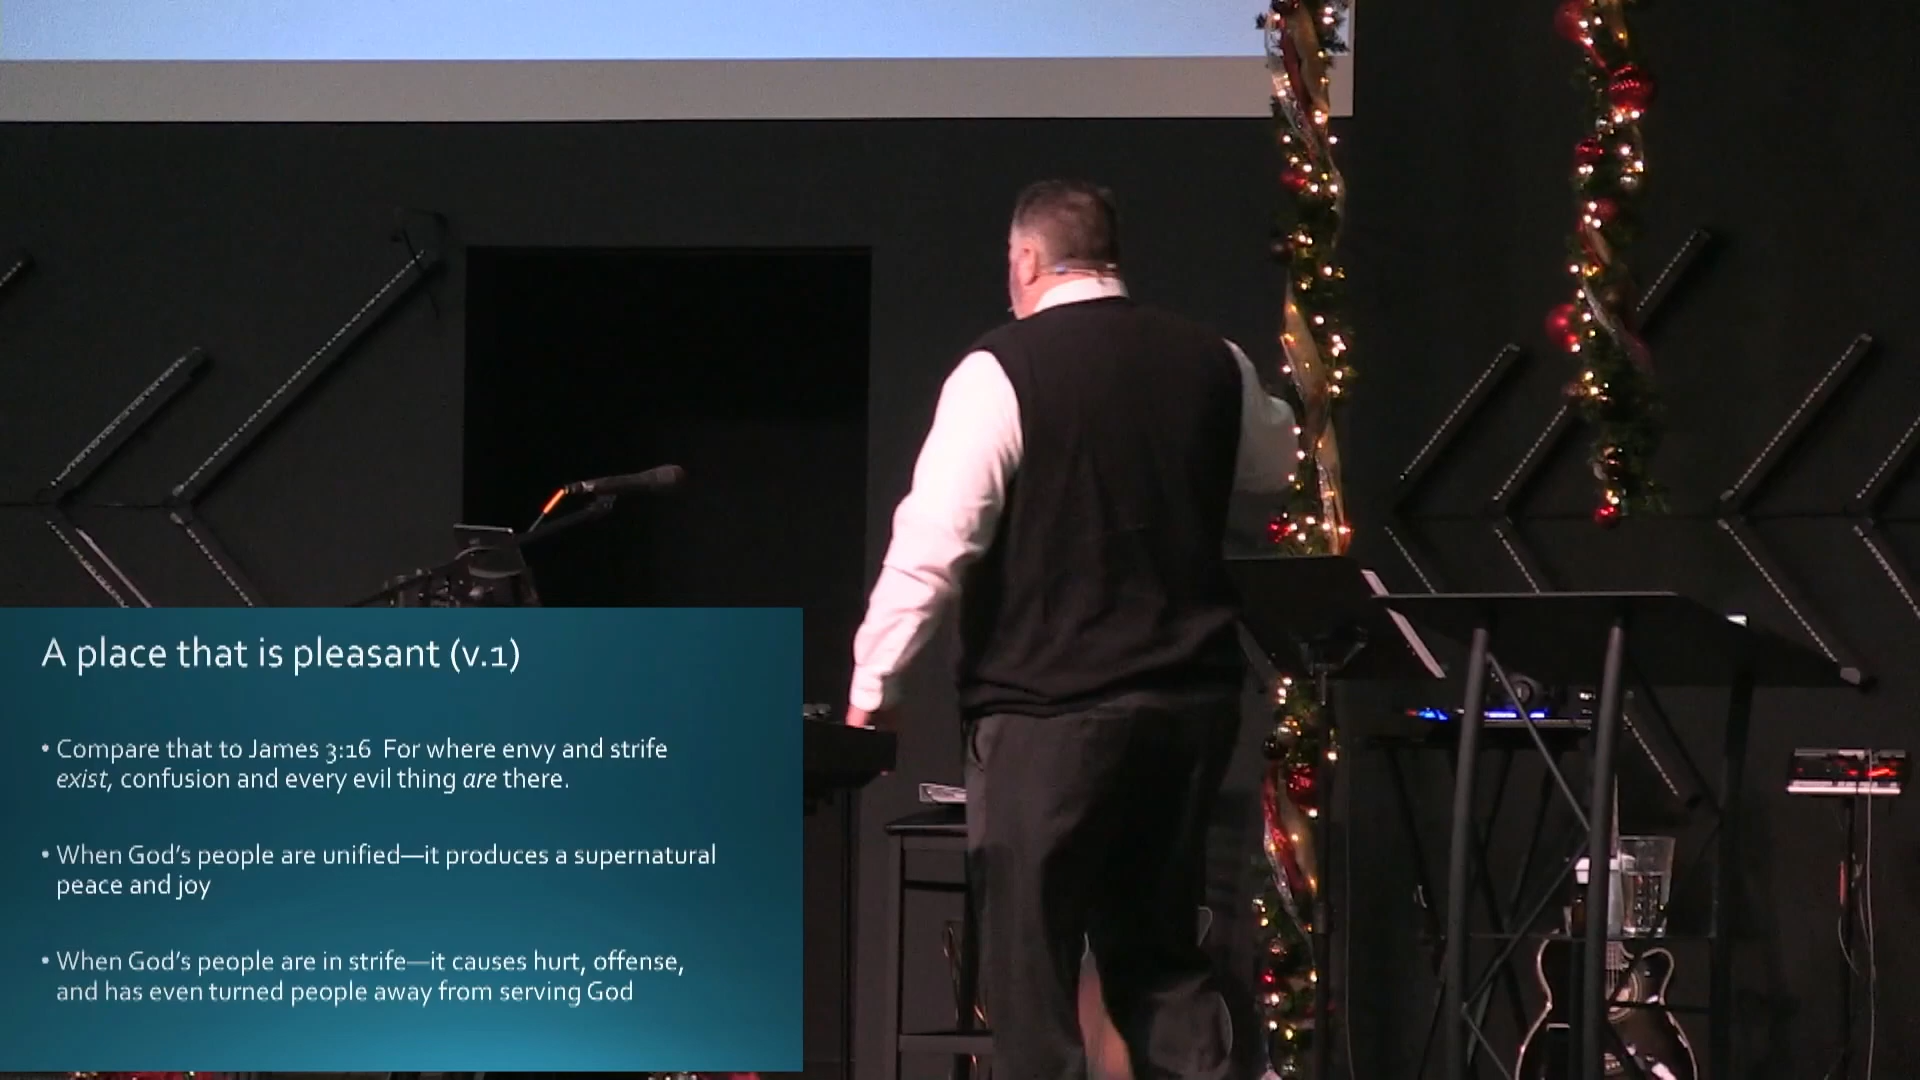 A place that is pleasant (v.1)
• Compare that to James 3:16  For where envy and strife
exist, confusion and every evil thing are there.
• When God's people are unified—it produces a supernatural
peace and joy
• When God's people are in strife—it causes hurt, offense,
and has even turned people away from serving God